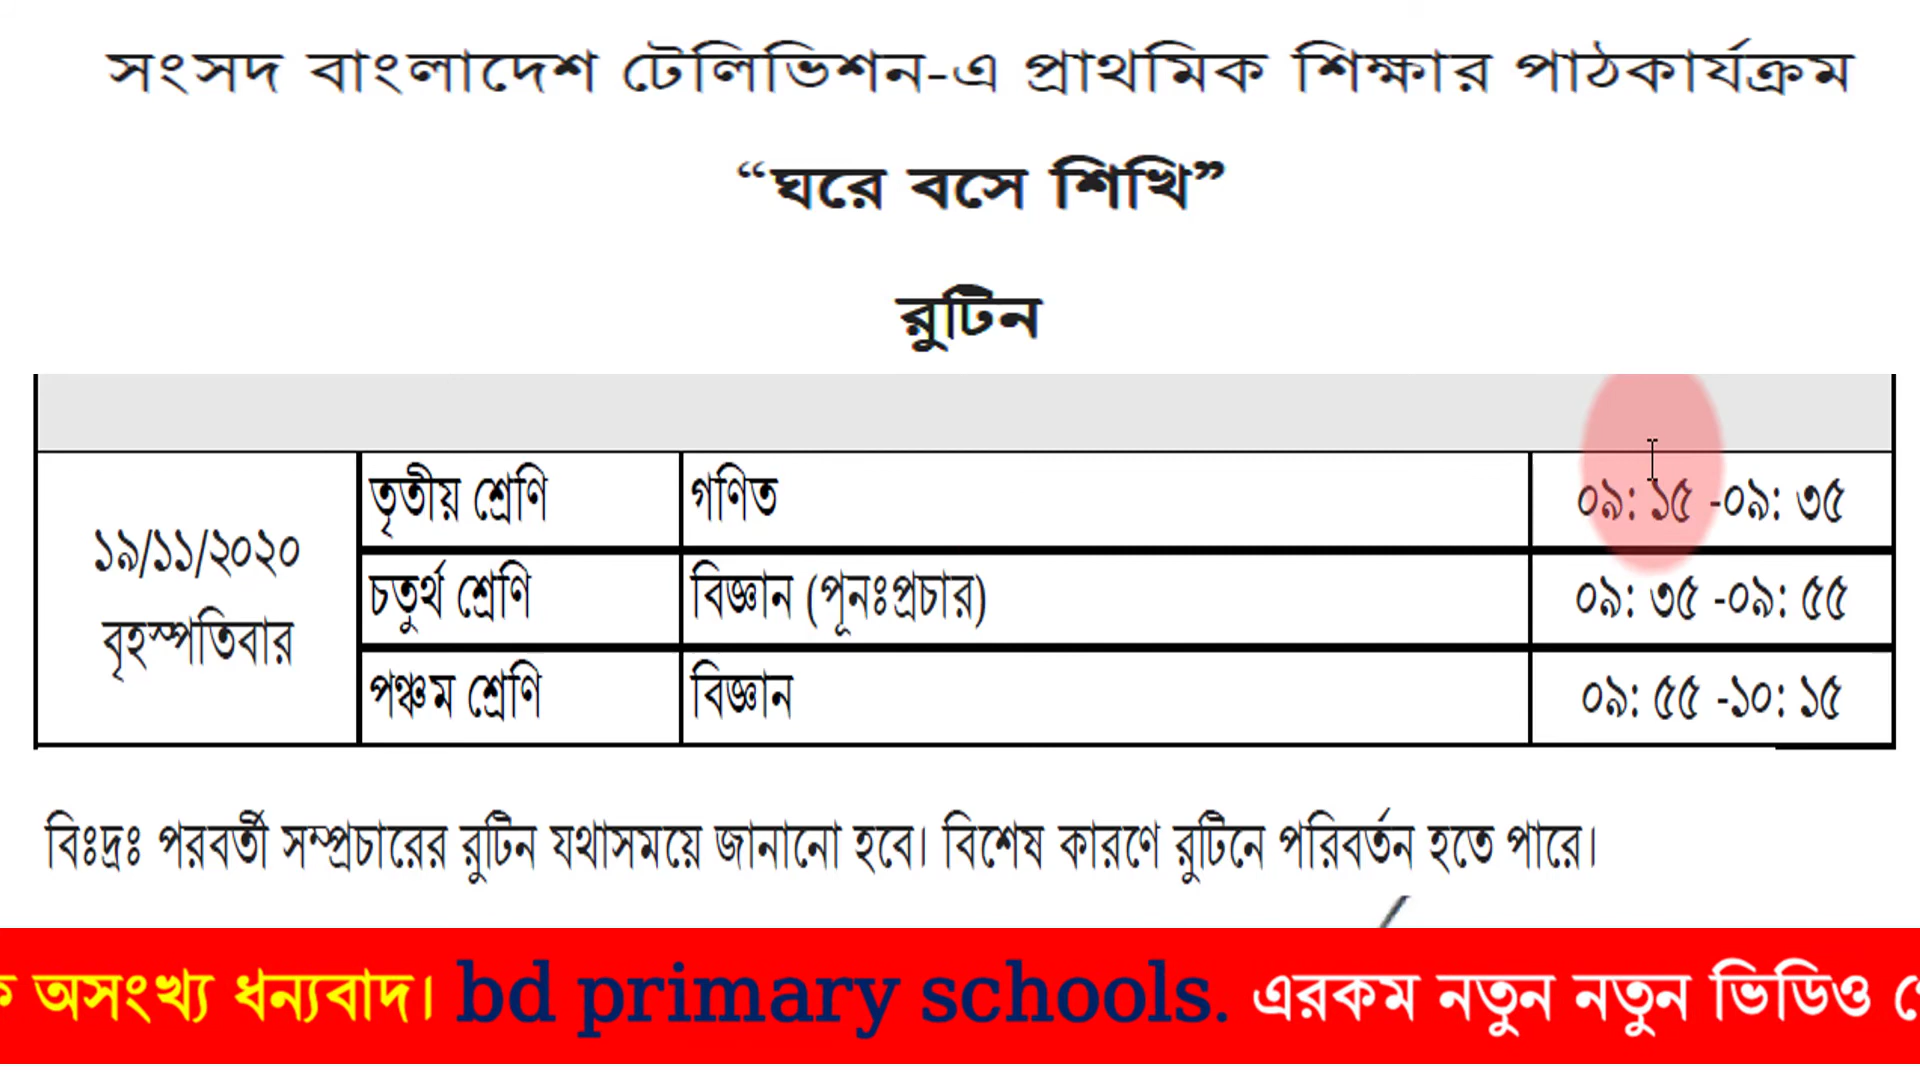 সংসদ বাংলাদেশ টেলিভিশন-এ প্রাথমিক শিক্ষার পাঠকার্যক্রম
“ঘরে বসে শিখি”
রুটিন
১৯/১১/২০২০ বৃহস্পতিবার
তৃতীয় শ্রেণি গণিত ০৯: ১৫ -০৯: ৩৫
চতুর্থ শ্রেণি বিজ্ঞান (পূনঃপ্রচার) ০৯: ৩৫ -০৯: ৫৫
পঞ্চম শ্রেণি বিজ্ঞান ০৯: ৫৫ -১০: ১৫
বিঃদ্রঃ পরবর্তী সম্প্রচারের রুটিন যথাসময়ে জানানো হবে। বিশেষ কারণে রুটিনে পরিবর্তন হতে পারে।
অসংখ্য ধন্যবাদ। bd primary schools. এরকম নতুন নতুন ভিডিও